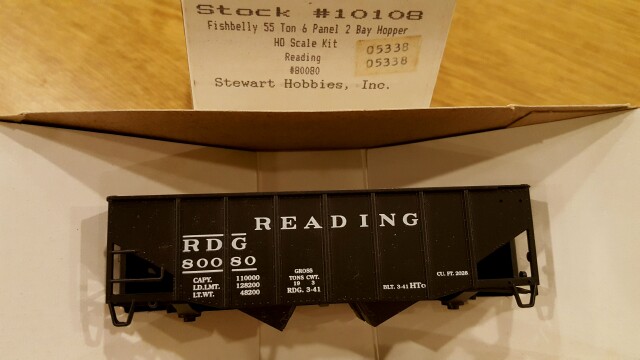 Stock #10108
Fishbelly 55 Ton 6 Panel 2 Bay Hopper
HO Scale Kit
Reading
#80080
05338
05338
Stewart Hobbies, Inc.
READING
RDG
80080
CAPY. 110000
LD.LMT. 128200
LT.WT. 48200
GROSS
TONS CWT.
19 3
RDG. 3-41
BLT. 3-41 HTc
CU. FT. 2028